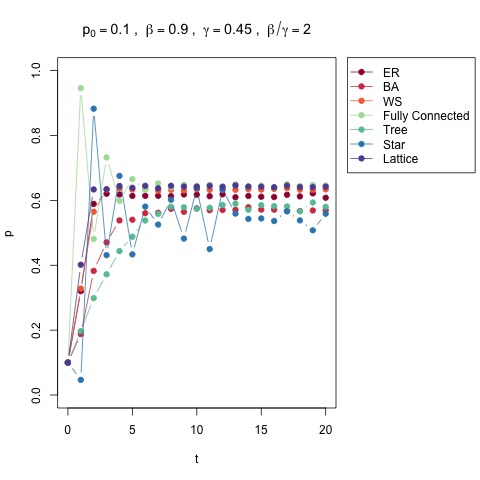 p₀ = 0.1 , β = 0.9 , γ = 0.45 , β/γ = 2
ER
BA
WS
Fully Connected
Tree
Star
Lattice
p
1.0
0.8
0.6
0.4
0.2
0.0
0 5 10 15 20
t